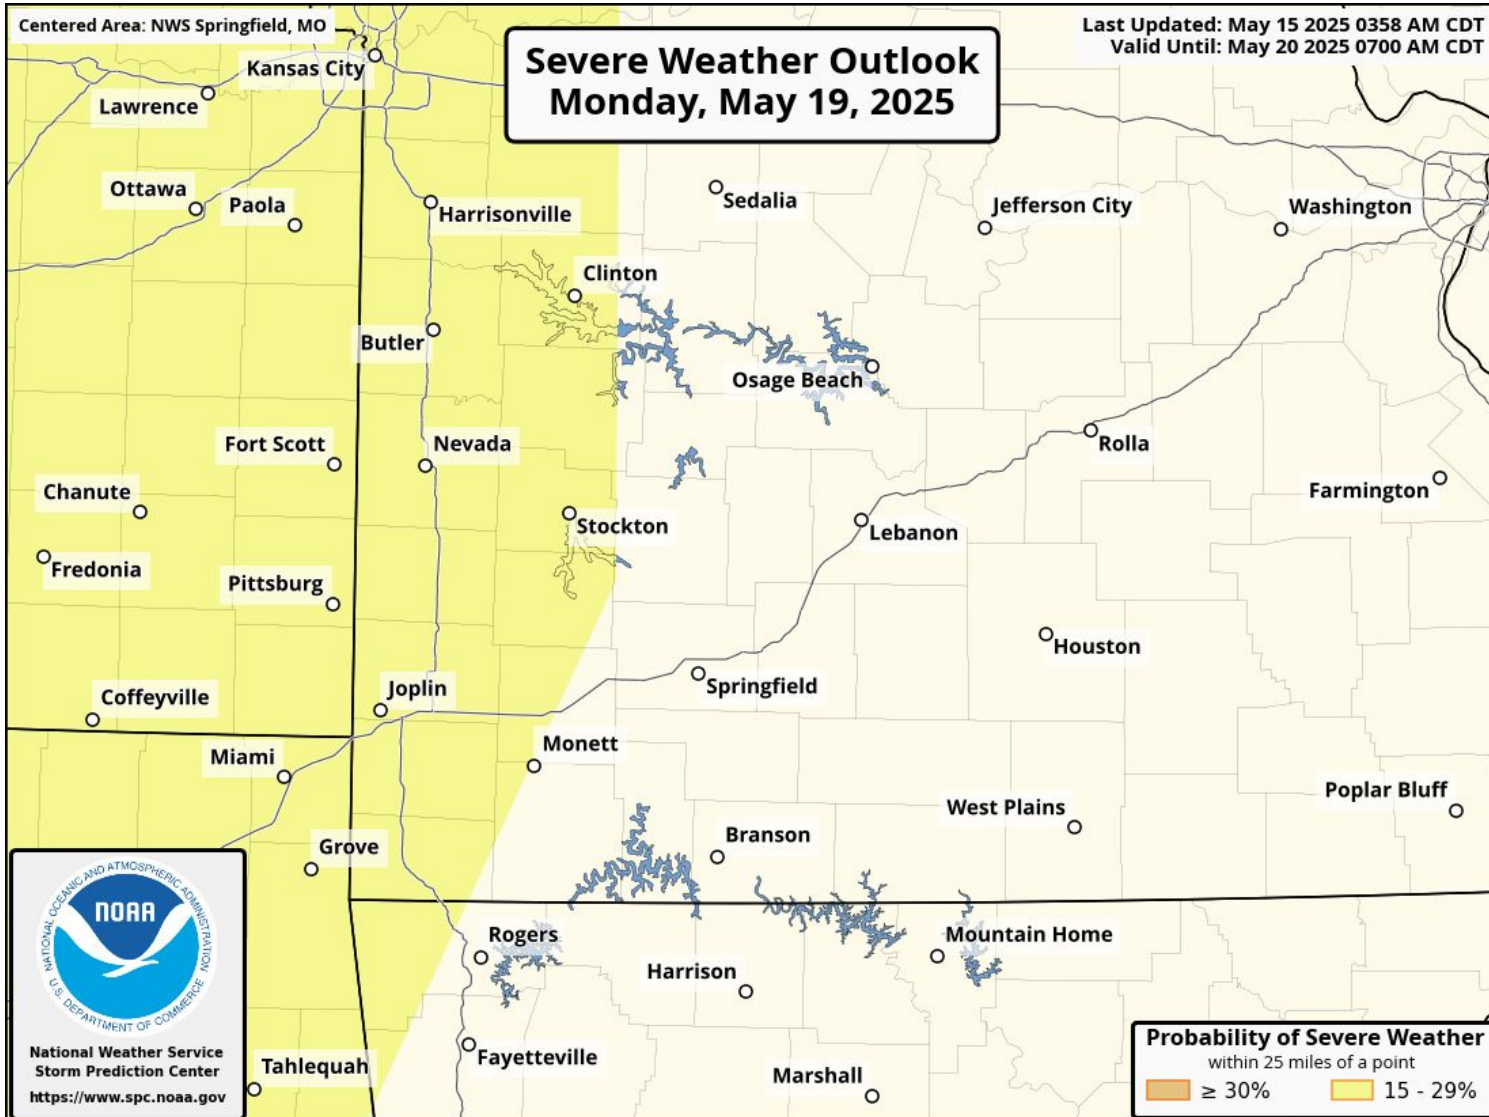 Centered Area: NWS Springfield, MO
Last Updated: May 15 2025 0358 AM CDT
Valid Until: May 20 2025 0700 AM CDT
Severe Weather Outlook
Monday, May 19, 2025
Kansas City
Lawrence
Ottawa
Paola
Harrisonville
Sedalia
Jefferson City
Washington
Clinton
Butler
Osage Beach
Fort Scott
Nevada
Rolla
Chanute
Farmington
Stockton
Lebanon
Fredonia
Pittsburg
Houston
Coffeyville
Joplin
Springfield
Miami
Monett
Poplar Bluff
West Plains
Branson
Grove
Rogers
Mountain Home
Harrison
Fayetteville
Tahlequah
Marshall
NATIONAL OCEANIC AND ATMOSPHERIC ADMINISTRATION
NOAA
U.S. DEPARTMENT OF COMMERCE
National Weather Service
Storm Prediction Center
https://www.spc.noaa.gov
Probability of Severe Weather
within 25 miles of a point
≥ 30%
15 - 29%